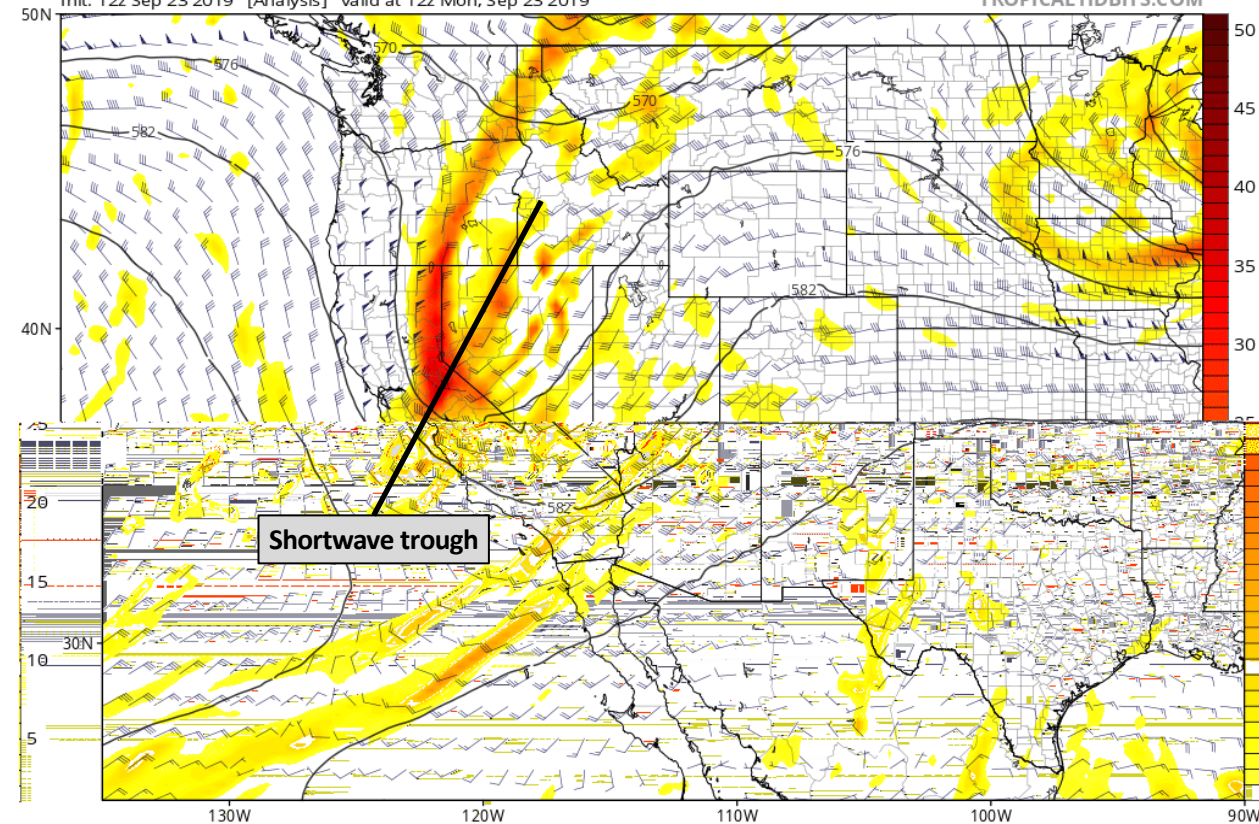 Init: 12z Sep 23 2019 [Analysis] valid at 12z Mon, Sep 23 2019
TROPICALTIDBITS.COM
50N
50
570
576
45
570
582
576
40
35
582
40N
30
20
582
Shortwave trough
15
30N
10
5
130W
120W
110W
100W
90W